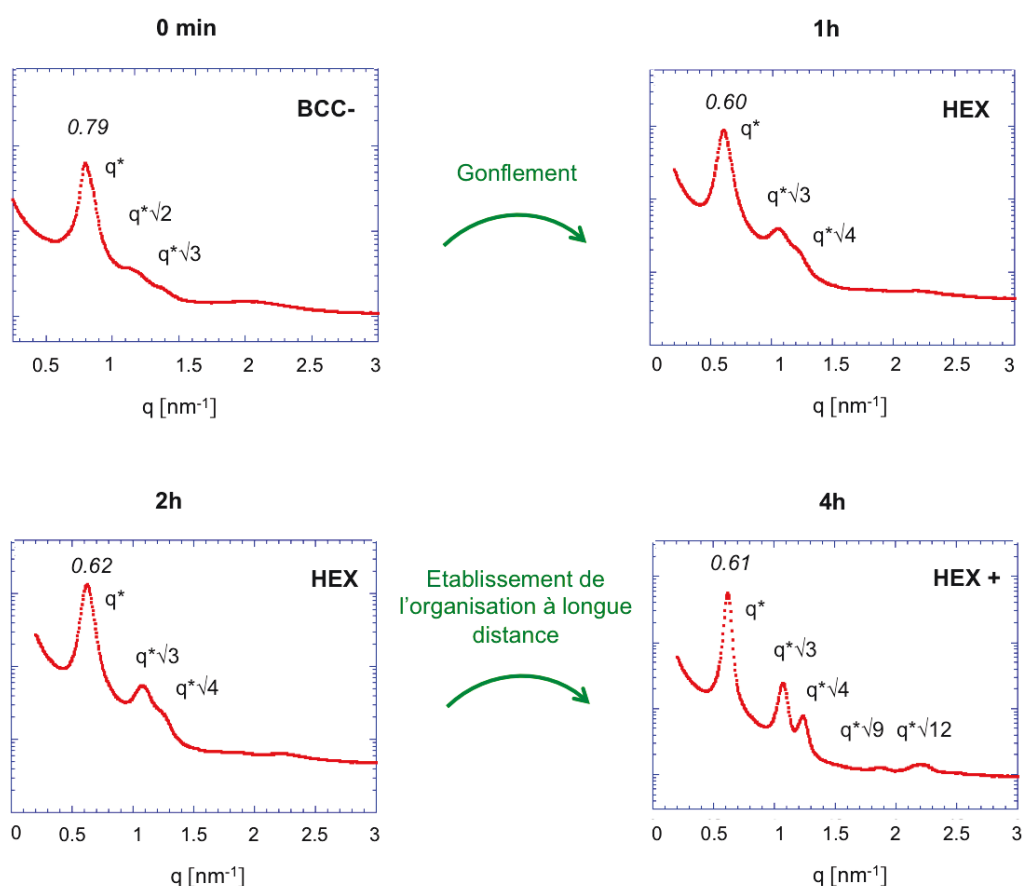 0 min
1h
BCC-
0.79
q*
q*√2
q*√3
0.5 1 1.5 2 2.5 3
q [nm⁻¹]
Gonflement
HEX
0.60
q*
q*√3
q*√4
0 0.5 1 1.5 2 2.5 3
q [nm⁻¹]
2h
4h
HEX
0.62
q*
q*√3
q*√4
0 0.5 1 1.5 2 2.5 3
q [nm⁻¹]
Etablissement de
l'organisation à longue
distance
HEX +
0.61
q*
q*√3
q*√4
q*√9 q*√12
0 0.5 1 1.5 2 2.5 3
q [nm⁻¹]